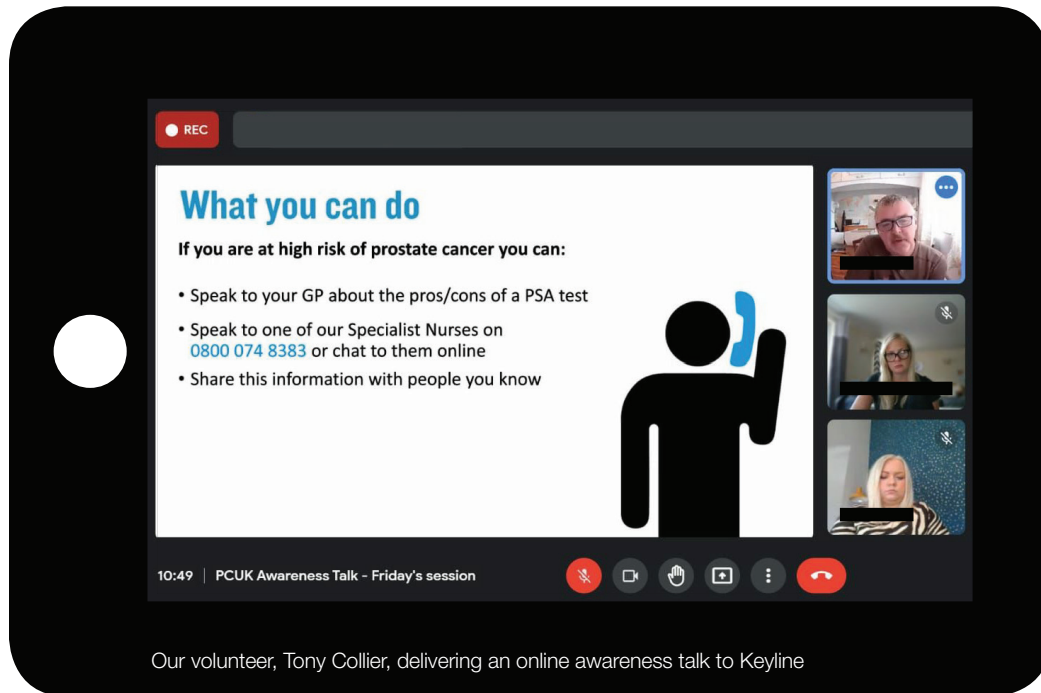 REC
What you can do
If you are at high risk of prostate cancer you can:
• Speak to your GP about the pros/cons of a PSA test
• Speak to one of our Specialist Nurses on
0800 074 8383 or chat to them online
• Share this information with people you know
10:49 | PCUK Awareness Talk - Friday's session
Our volunteer, Tony Collier, delivering an online awareness talk to Keyline